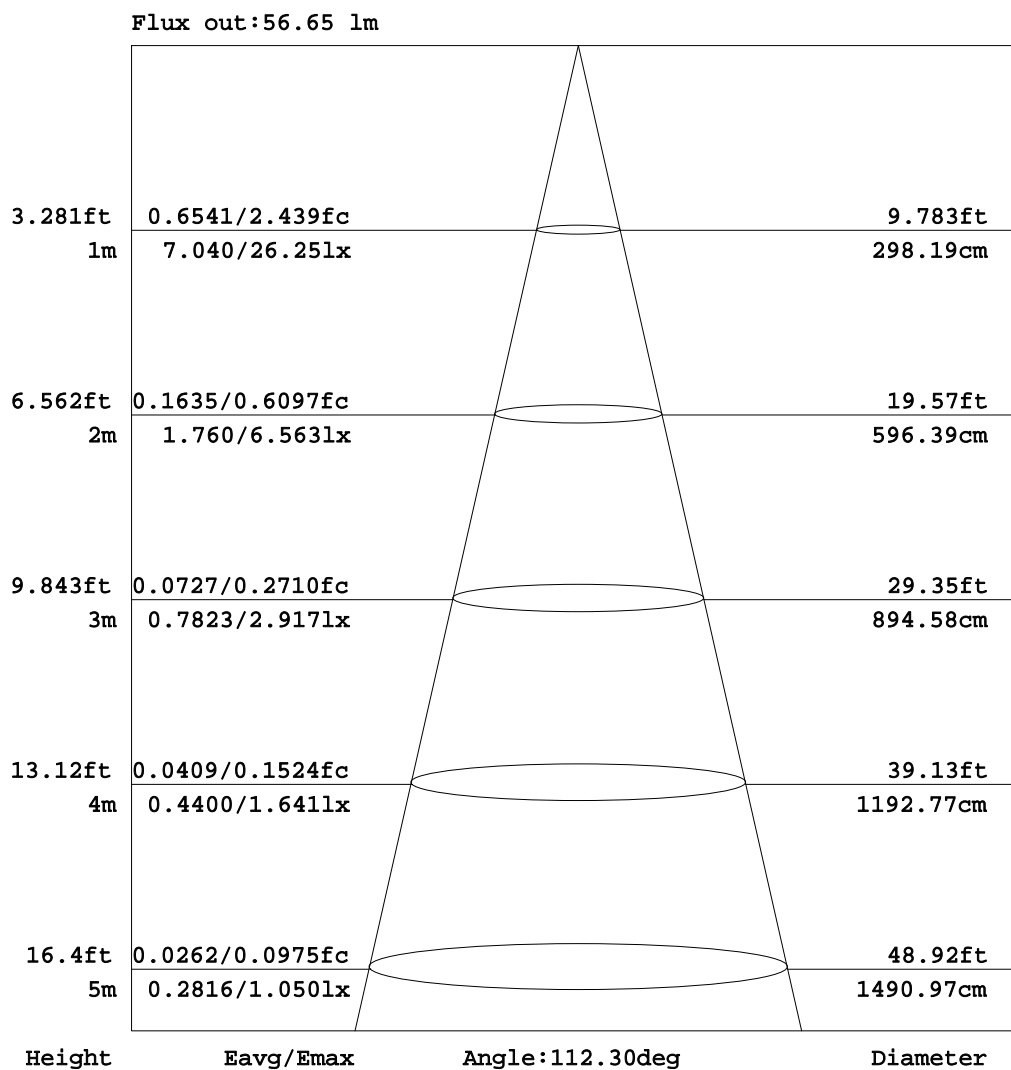 Flux out:56.65 lm
3.281ft 0.6541/2.439fc 9.783ft
1m 7.040/26.25lx 298.19cm
6.562ft 0.1635/0.6097fc 19.57ft
2m 1.760/6.563lx 596.39cm
9.843ft 0.0727/0.2710fc 29.35ft
3m 0.7823/2.917lx 894.58cm
13.12ft 0.0409/0.1524fc 39.13ft
4m 0.4400/1.641lx 1192.77cm
16.4ft 0.0262/0.0975fc 48.92ft
5m 0.2816/1.050lx 1490.97cm
Height Eavg/Emax Angle:112.30deg Diameter